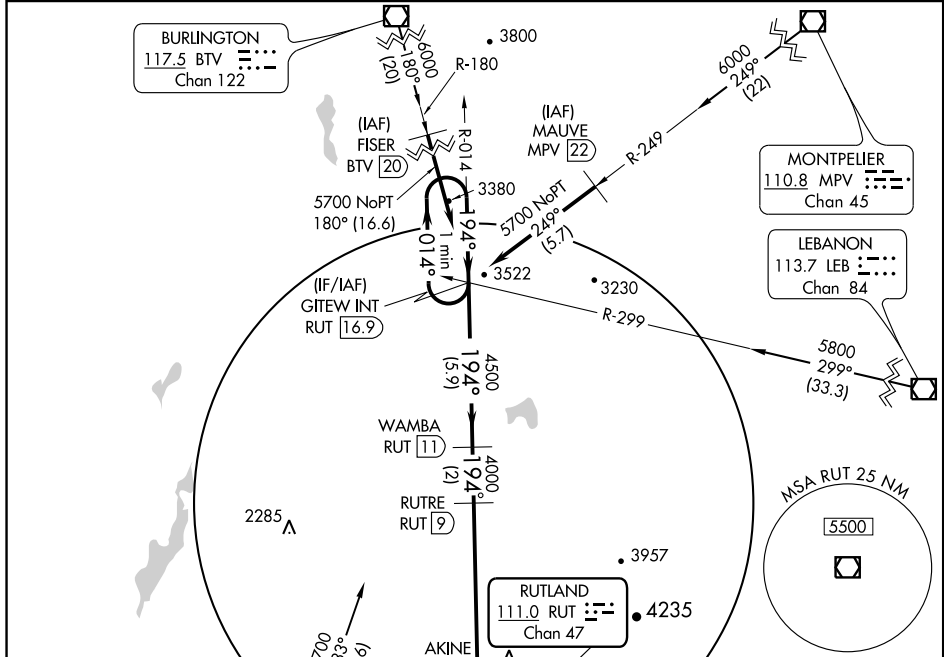 BURLINGTON
117.5 BTV
Chan 122
6000
180°
(20)
R-180
3800
6000
249°
(22)
(IAF)
FISER
BTV 20
R-014
(IAF)
MAUVE
MPV 22
R-249
MONTPELIER
110.8 MPV
Chan 45
5700 NoPT
180° (16.6)
3380
5700 NoPT
249°
(5.7)
194°
1 min
014°
LEBANON
113.7 LEB
Chan 84
3522
3230
(IF/IAF)
GITEW INT
RUT 16.9
R-299
5800
299°
(33.3)
4500
194°
(5.9)
WAMBA
RUT 11
4000
194°
(2)
RUTRE
RUT 9
MSA RUT 25 NM
5500
2285
3957
RUTLAND
111.0 RUT
Chan 47
4235
AKINE